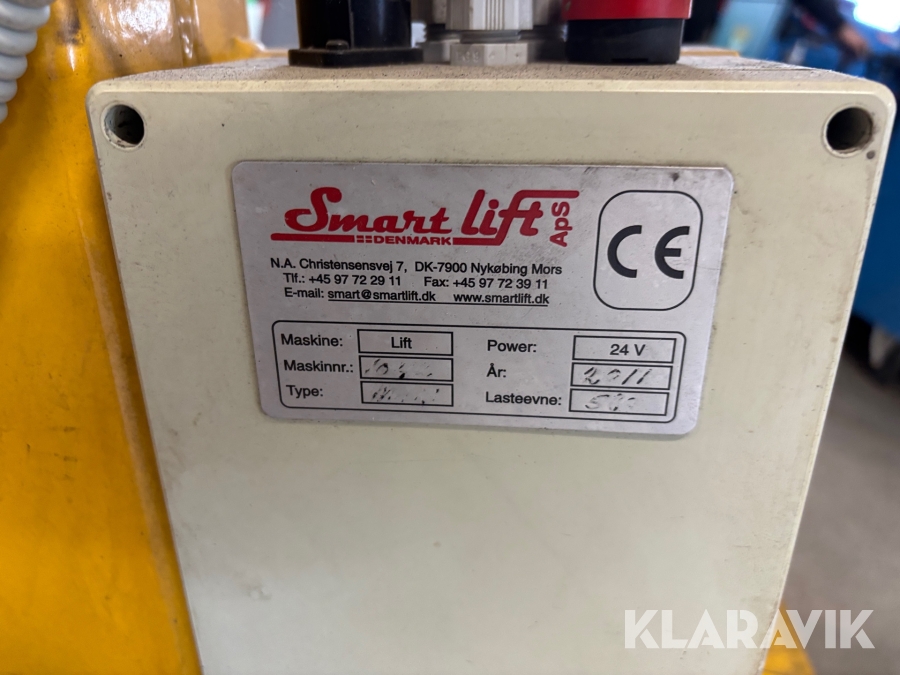 Smart lift ApS
DENMARK
CE
N.A. Christensensvej 7, DK-7900 Nykøbing Mors
Tlf.: +45 97 72 29 11 Fax: +45 97 72 39 11
E-mail: smart@smartlift.dk www.smartlift.dk
Maskine: Lift Power: 24 V
Maskinnr.: År: 2011
Type: Lasteevne:
KLARAVIK